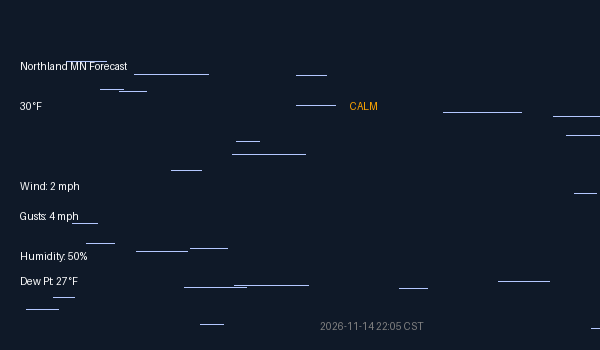 Northland MN Forecast
30°F
CALM
Wind: 2 mph
Gusts: 4 mph
Humidity: 50%
Dew Pt: 27°F
2026-11-14 22:05 CST